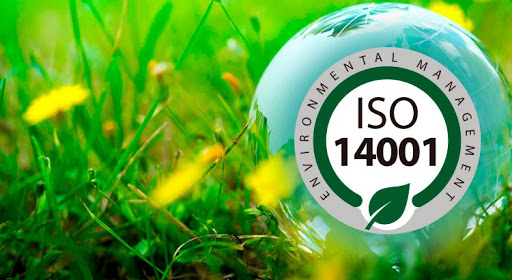 ENVIRONMENTAL MANAGEMENT
ISO
14001